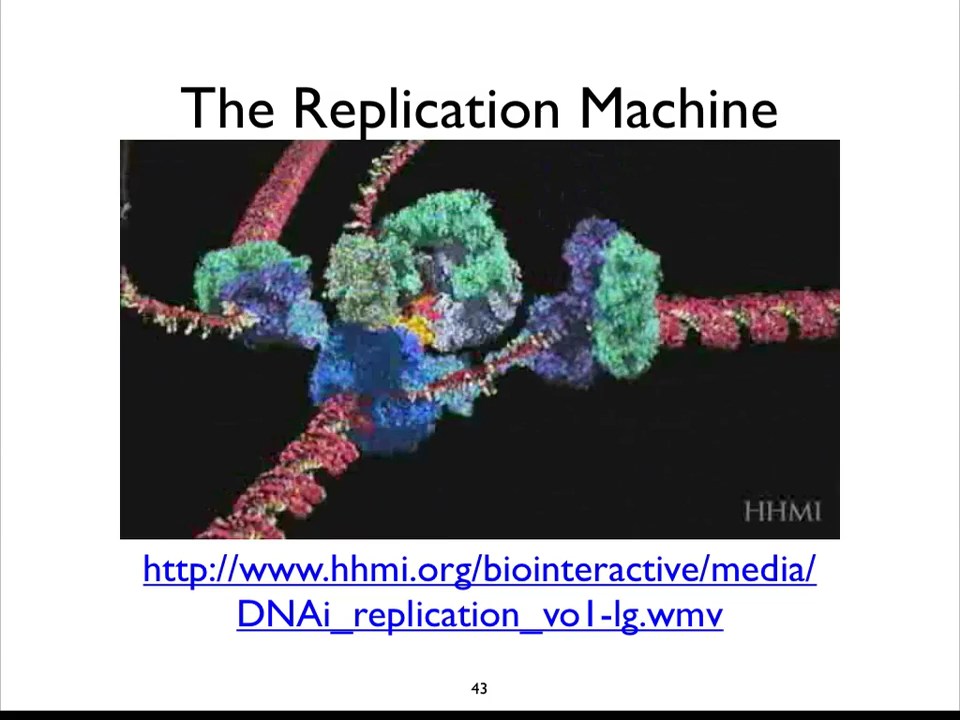 The Replication Machine
HHMI
http://www.hhmi.org/biointeractive/media/
DNAi_replication_vo1-lg.wmv
43